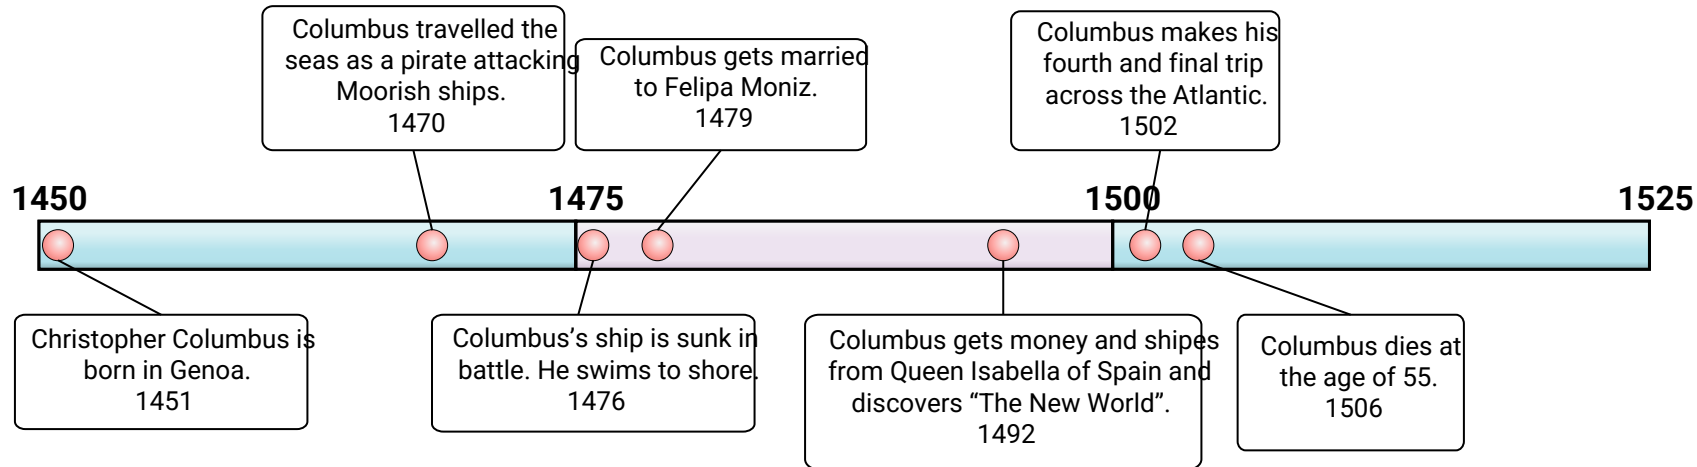 Columbus travelled the
seas as a pirate attacking
Moorish ships.
1470
Columbus gets married
to Felipa Moniz.
1479
Columbus makes his
fourth and final trip
across the Atlantic.
1502
1450
1475
1500
1525
Christopher Columbus is
born in Genoa.
1451
Columbus’s ship is sunk in
battle. He swims to shore.
1476
Columbus gets money and shipes
from Queen Isabella of Spain and
discovers “The New World”.
1492
Columbus dies at
the age of 55.
1506